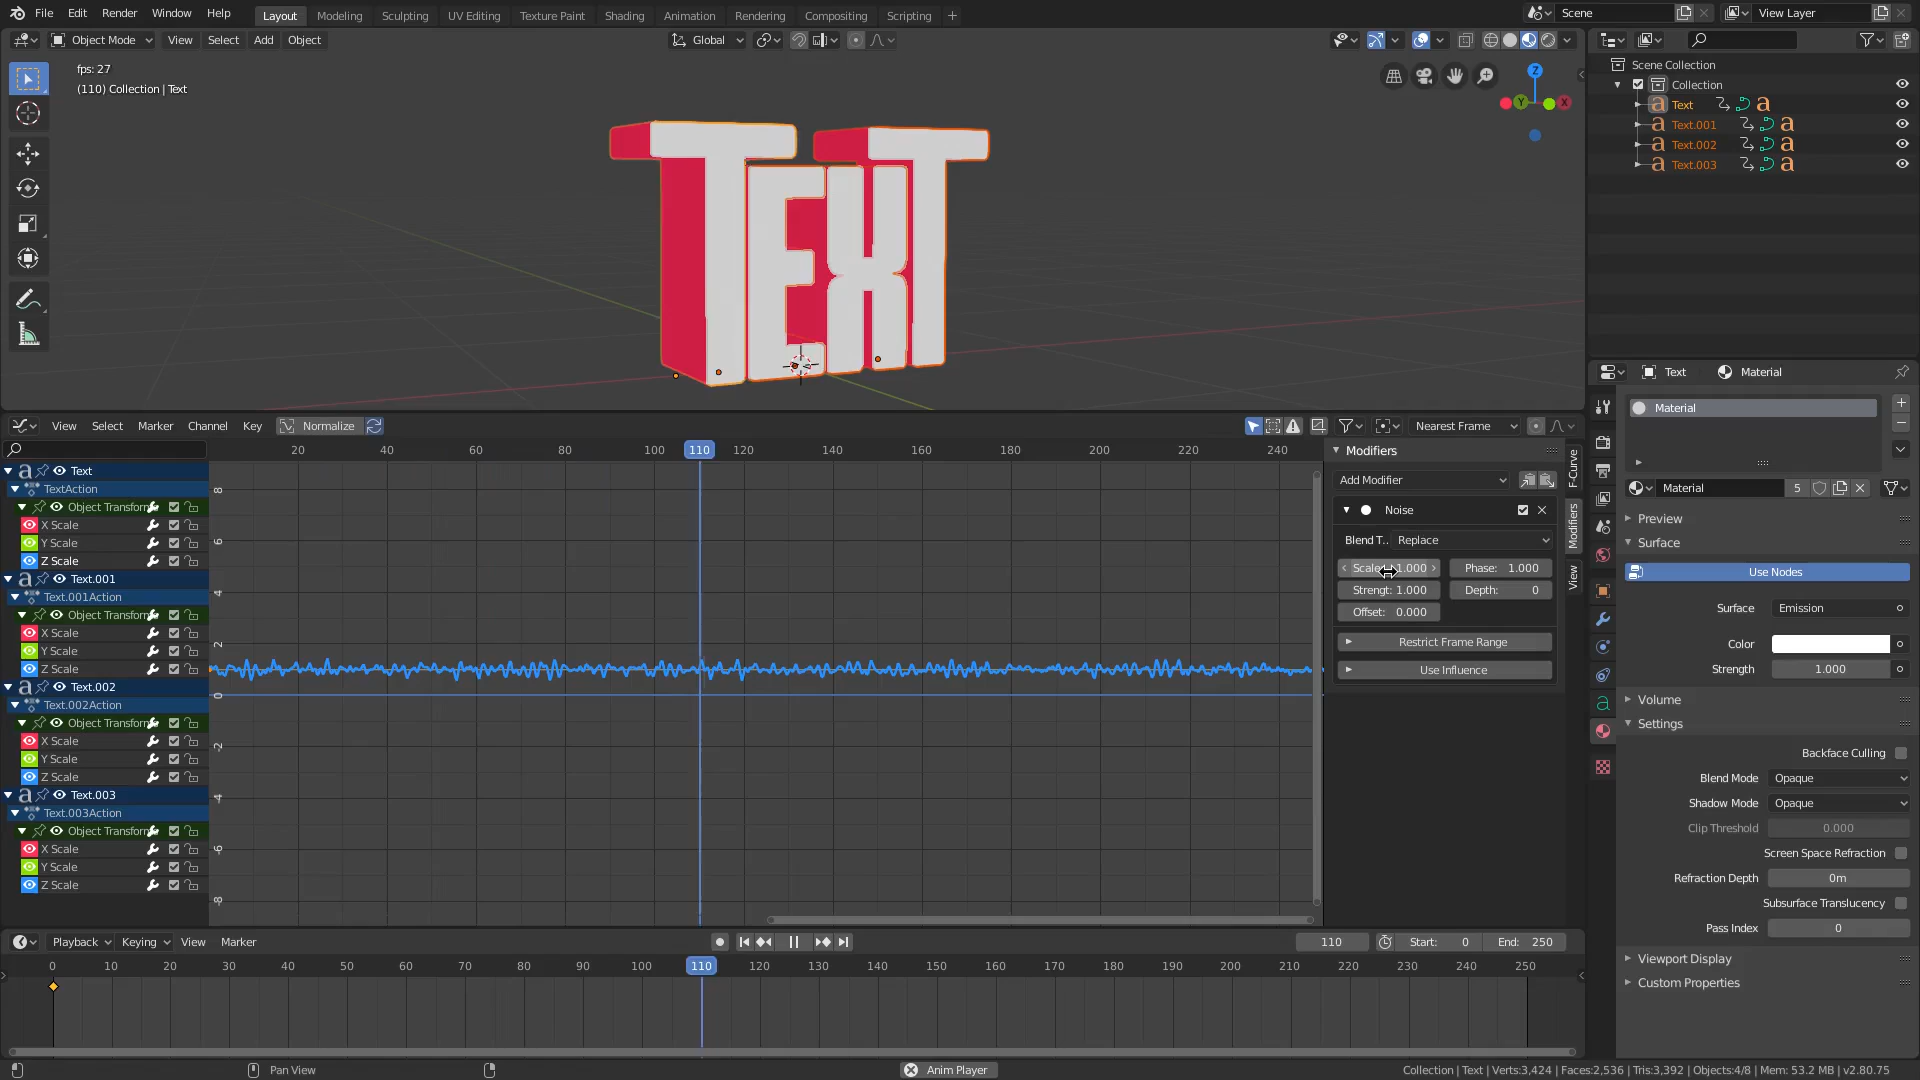 File Edit Render Window Help
Layout Modeling Sculpting UV Editing Texture Paint Shading Animation Rendering Compositing Scripting +
Scene
View Layer
Object Mode View Select Add Object
Global
fps: 27
(110) Collection | Text
TEXT
Z
Y
X
Scene Collection
Collection
Text
Text.001
Text.002
Text.003
View Select Marker Channel Key Normalize
Nearest Frame
20 40 60 80 100 110 120 140 160 180 200 220 240
8
6
4
2
0
-2
-4
-6
-8
Text
TextAction
Object Transform
X Scale
Y Scale
Z Scale
Text.001
Text.001Action
Object Transform
X Scale
Y Scale
Z Scale
Text.002
Text.002Action
Object Transform
X Scale
Y Scale
Z Scale
Text.003
Text.003Action
Object Transform
X Scale
Y Scale
Z Scale
Modifiers
Add Modifier
Noise
Blend T.. Replace
Scale: 1.000 Phase: 1.000
Strengt: 1.000 Depth: 0
Offset: 0.000
Restrict Frame Range
Use Influence
F-Curve
Modifiers
View
Text Material
Material
Material 5
Preview
Surface
Use Nodes
Surface Emission
Color
Strength 1.000
Volume
Settings
Backface Culling
Blend Mode Opaque
Shadow Mode Opaque
Clip Threshold 0.000
Screen Space Refraction
Refraction Depth 0m
Subsurface Translucency
Pass Index 0
Viewport Display
Custom Properties
Playback Keying View Marker
110 Start: 0 End: 250
0 10 20 30 40 50 60 70 80 90 100 110 120 130 140 150 160 170 180 190 200 210 220 230 240 250
Pan View
Anim Player
Collection | Text | Verts:3,424 | Faces:2,536 | Tris:3,392 | Objects:4/8 | Mem: 53.2 MB | v2.80.75